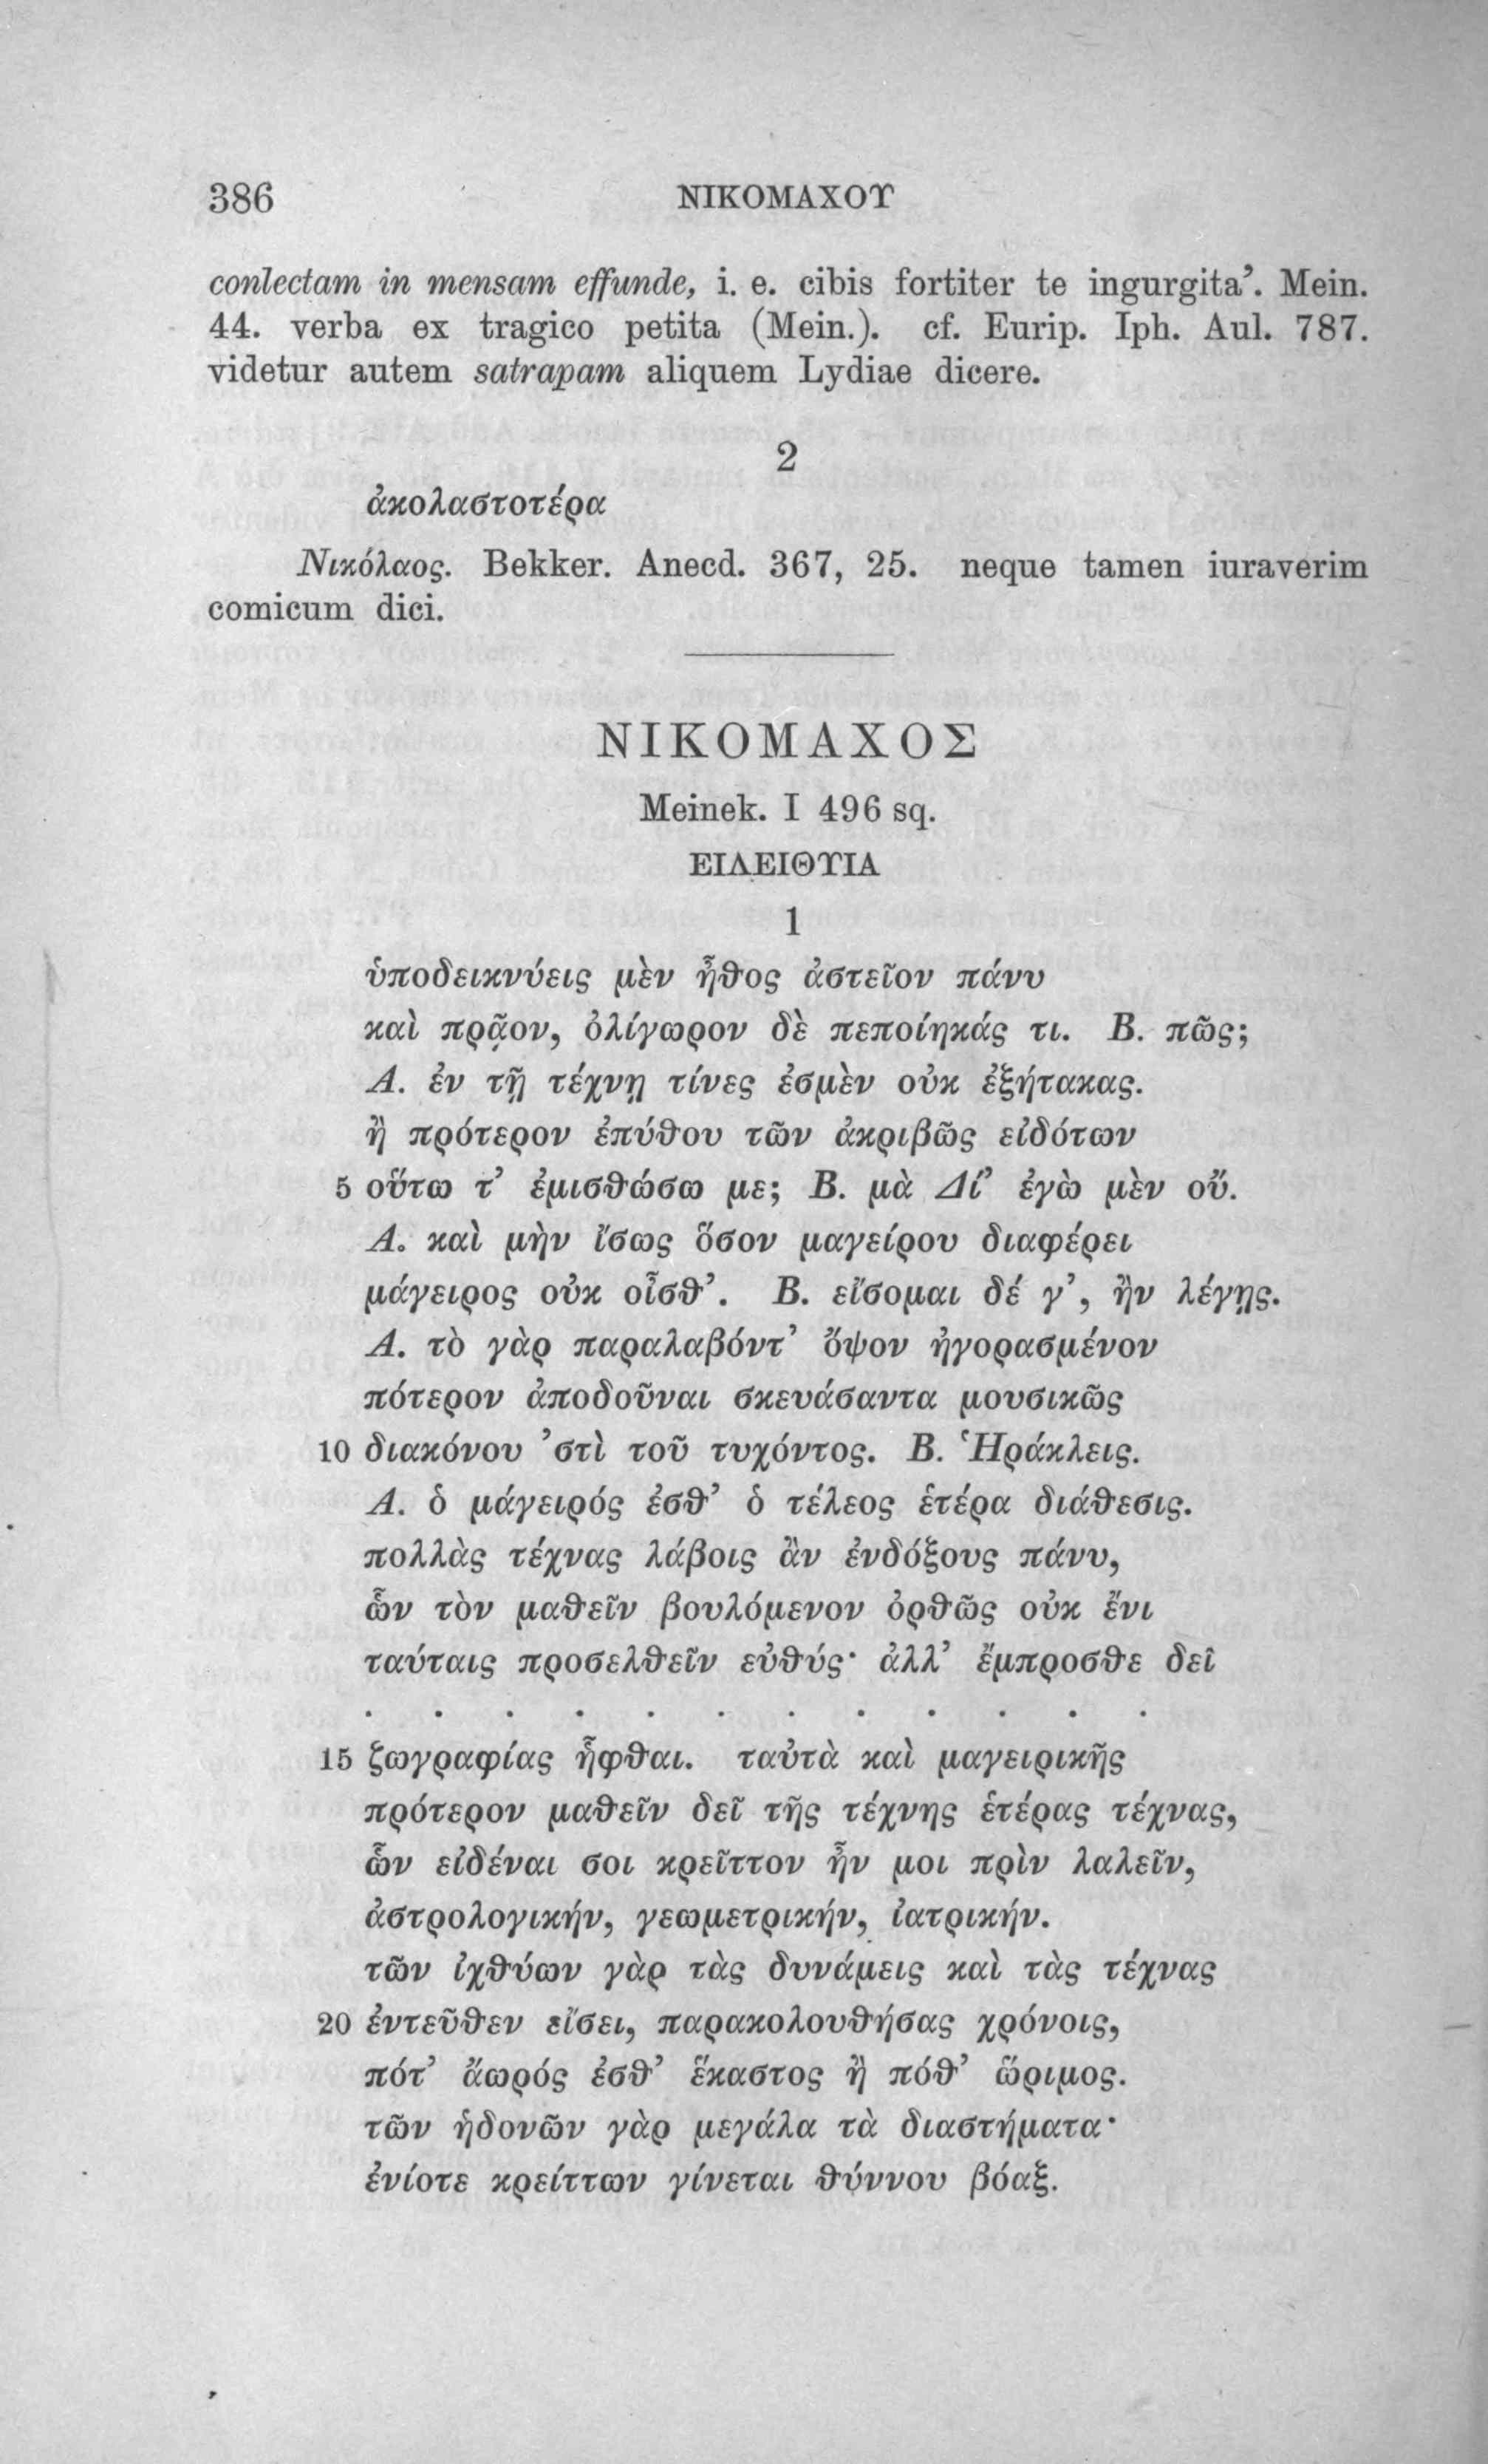 386 ΝΙΚΟΜΑΧΟΥ
conlectam in mensam effunde, i. e. cibis fortiter te ingurgita’. Mein.
44. verba ex tragico petita (Mein.). cf. Eurip. Iph. Aul. 787.
videtur autem satrapam aliquem Lydiae dicere.
2
ἀκολαστοτέρα
Νικόλαος. Bekker. Anecd. 367, 25. neque tamen iuraverim
comicum dici.
ΝΙΚΟΜΑΧΟΣ
Meinek. I 496 sq.
ΕΙΛΕΙΘΥΙΑ
1
ὑποδεικνύεις μὲν ἦθος ἀστεῖον πάνυ
καὶ πρᾷον, ὀλίγωρον δὲ πεποίηκάς τι. Β. πῶς;
Α. ἐν τῇ τέχνῃ τίνες ἐσμὲν οὐκ ἐξήτακας.
ἢ πρότερον ἐπύθου τῶν ἀκριβῶς εἰδότων
5 οὕτω τ’ ἐμισθώσω με; Β. μὰ Δί’ ἐγὼ μὲν οὔ.
Α. καὶ μὴν ἴσως ὅσον μαγείρου διαφέρει
μάγειρος οὐκ οἶσθ’. Β. εἴσομαι δέ γ’, ἢν λέγῃς.
Α. τὸ γὰρ παραλαβόντ’ ὄψον ἠγορασμένον
πότερον ἀποδοῦναι σκευάσαντα μουσικῶς
10 διακόνου ’στὶ τοῦ τυχόντος. Β. Ἡράκλεις.
Α. ὁ μάγειρός ἐσθ’ ὁ τέλεος ἑτέρα διάθεσις.
πολλὰς τέχνας λάβοις ἂν ἐνδόξους πάνυ,
ὧν τὸν μαθεῖν βουλόμενον ὀρθῶς οὐκ ἔνι
ταύταις προσελθεῖν εὐθύς· ἀλλ’ ἔμπροσθε δεῖ
. . . . . . . . . . . .
15 ζωγραφίας ἧφθαι. ταὐτὰ καὶ μαγειρικῆς
πρότερον μαθεῖν δεῖ τῆς τέχνης ἑτέρας τέχνας,
ὧν εἰδέναι σοι κρεῖττον ἦν μοι πρὶν λαλεῖν,
ἀστρολογικήν, γεωμετρικήν, ἰατρικήν.
τῶν ἰχθύων γὰρ τὰς δυνάμεις καὶ τὰς τέχνας
20 ἐντεῦθεν εἴσει, παρακολουθήσας χρόνοις,
πότ’ ἄωρός ἐσθ’ ἕκαστος ἢ πόθ’ ὥριμος.
τῶν ἡδονῶν γὰρ μεγάλα τὰ διαστήματα·
ἐνίοτε κρείττων γίνεται θύννου βόαξ.